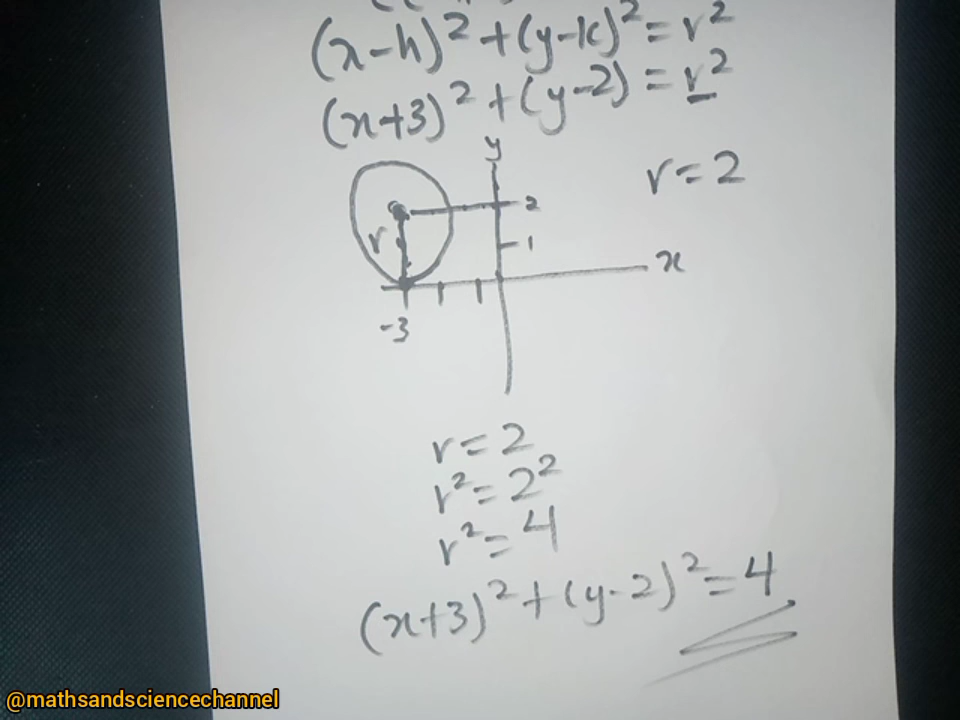 (x-h)² + (y-k)² = r²
(x+3)² + (y-2) = r²
y
r = 2
2
r
1
x
-3
r = 2
r² = 2²
r² = 4
(x+3)² + (y-2)² = 4
@mathsandsciencechannel